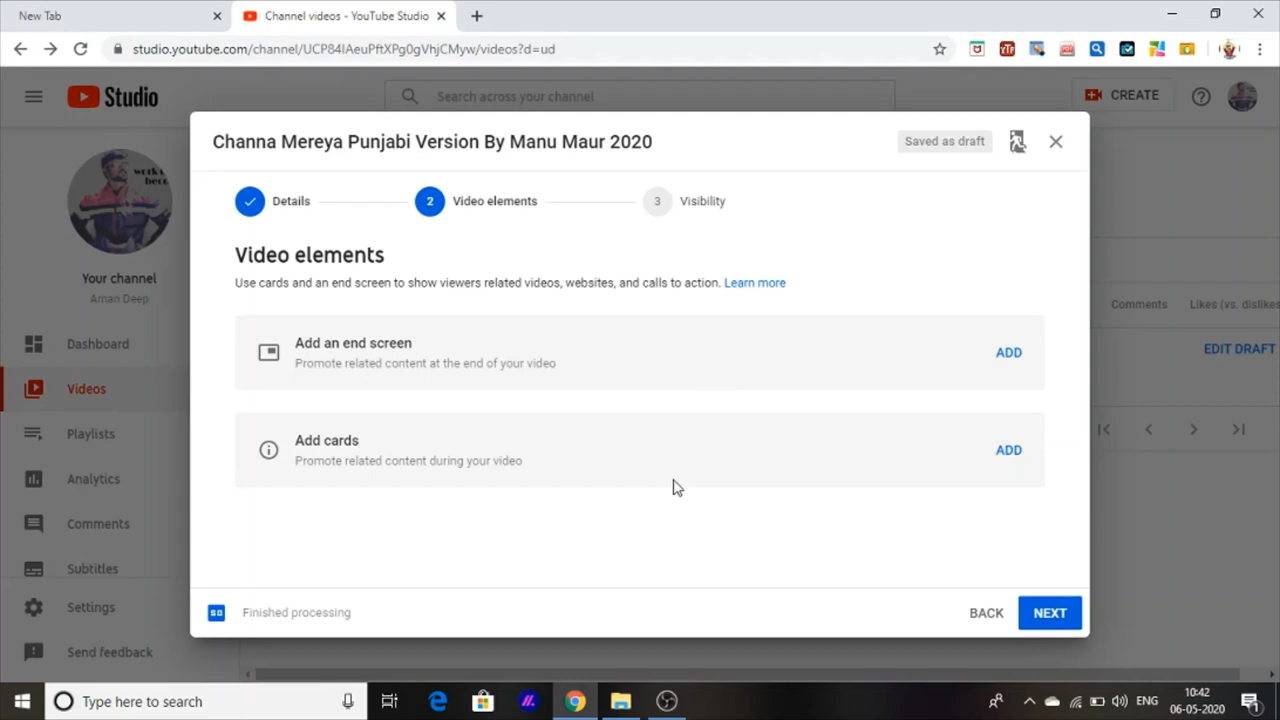 New Tab
Channel videos - YouTube Studio
studio.youtube.com/channel/UCP84lAeuPftXPg0gVhjCMyw/videos?d=ud
Studio
Search across your channel
CREATE
Channa Mereya Punjabi Version By Manu Maur 2020
Saved as draft
Details
2
Video elements
3
Visibility
Video elements
Use cards and an end screen to show viewers related videos, websites, and calls to action. Learn more
Add an end screen
Promote related content at the end of your video
ADD
Add cards
Promote related content during your video
ADD
SD
Finished processing
BACK
NEXT
Your channel
Aman Deep
Dashboard
Videos
Playlists
Analytics
Comments
Subtitles
Settings
Send feedback
Comments
Likes (vs. dislikes
EDIT DRAFT
Type here to search
ENG
10:42
06-05-2020